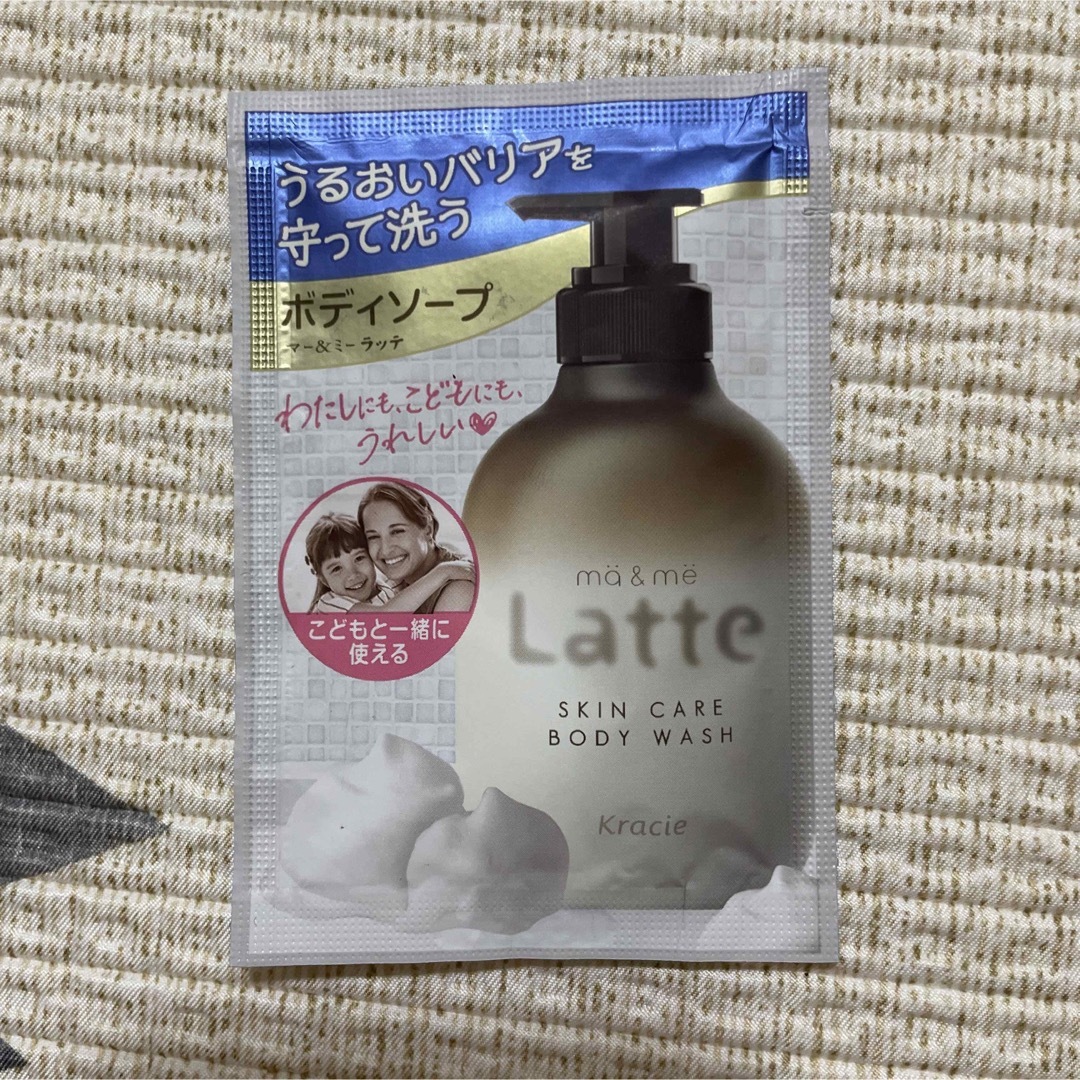 うるおいバリアを
守って洗う
ボディソープ
マー&ミー ラッテ
わたしにも、こどもにも、
うれしい♥
こどもと一緒に
使える
mä & më
Latte
SKIN CARE
BODY WASH
Kracie